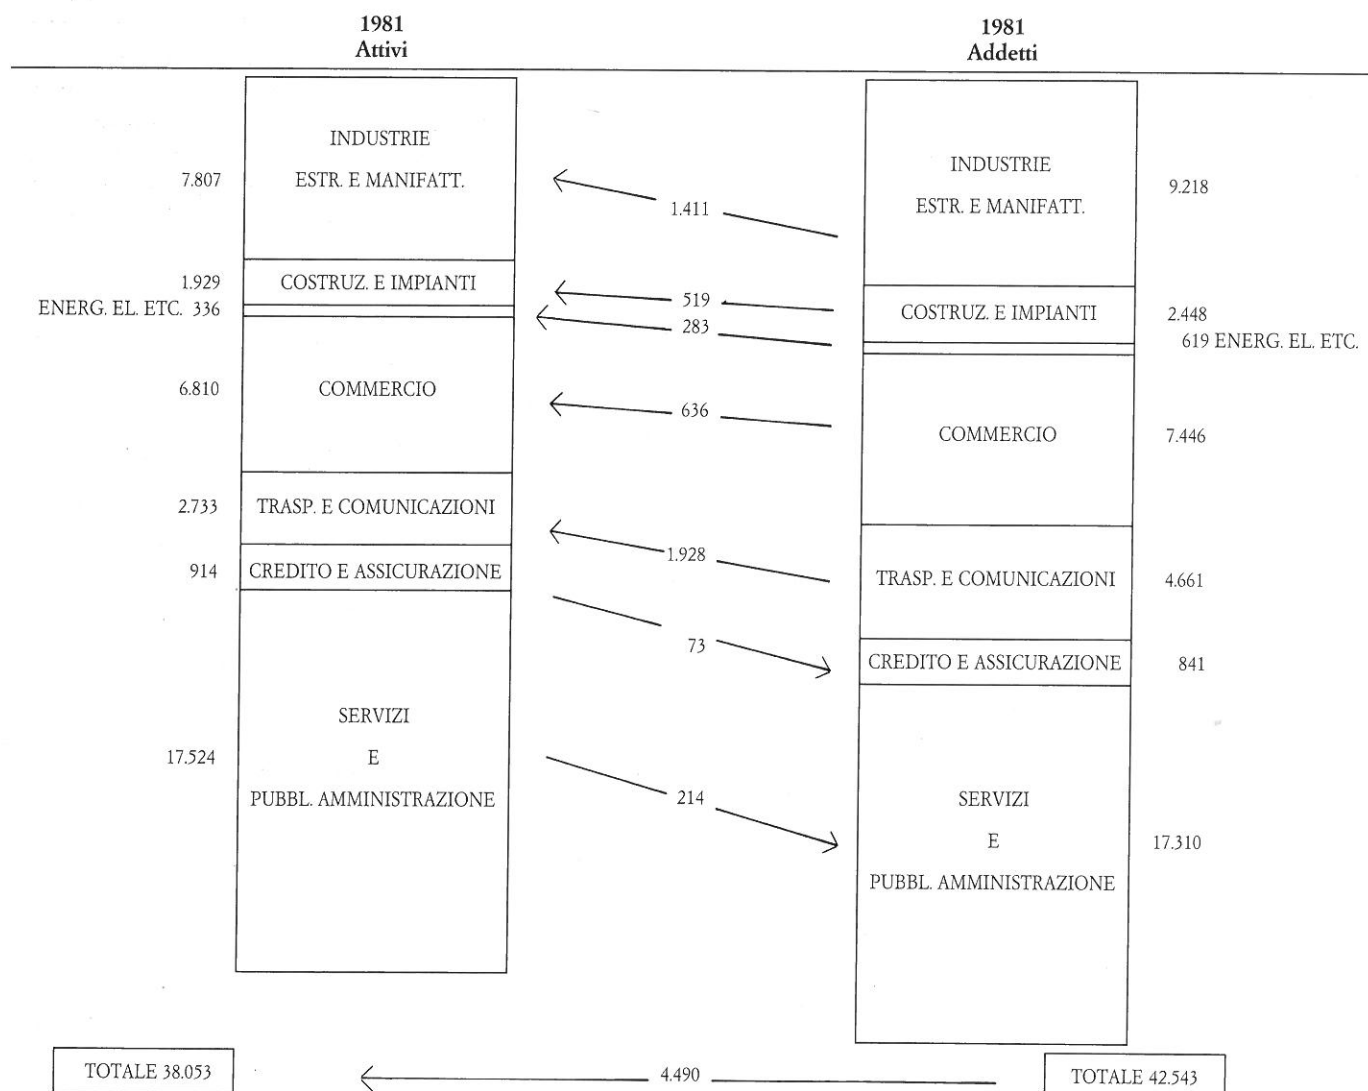 1981
Attivi
1981
Addetti
INDUSTRIE
ESTR. E MANIFATT.
7.807
INDUSTRIE
ESTR. E MANIFATT.
9.218
1.411
1.929
COSTRUZ. E IMPIANTI
519
COSTRUZ. E IMPIANTI
2.448
ENERG. EL. ETC. 336
283
619 ENERG. EL. ETC.
6.810
COMMERCIO
636
COMMERCIO
7.446
2.733
TRASP. E COMUNICAZIONI
1.928
TRASP. E COMUNICAZIONI
4.661
914
CREDITO E ASSICURAZIONE
73
CREDITO E ASSICURAZIONE
841
17.524
SERVIZI
E
PUBBL. AMMINISTRAZIONE
214
SERVIZI
E
PUBBL. AMMINISTRAZIONE
17.310
TOTALE 38.053
4.490
TOTALE 42.543